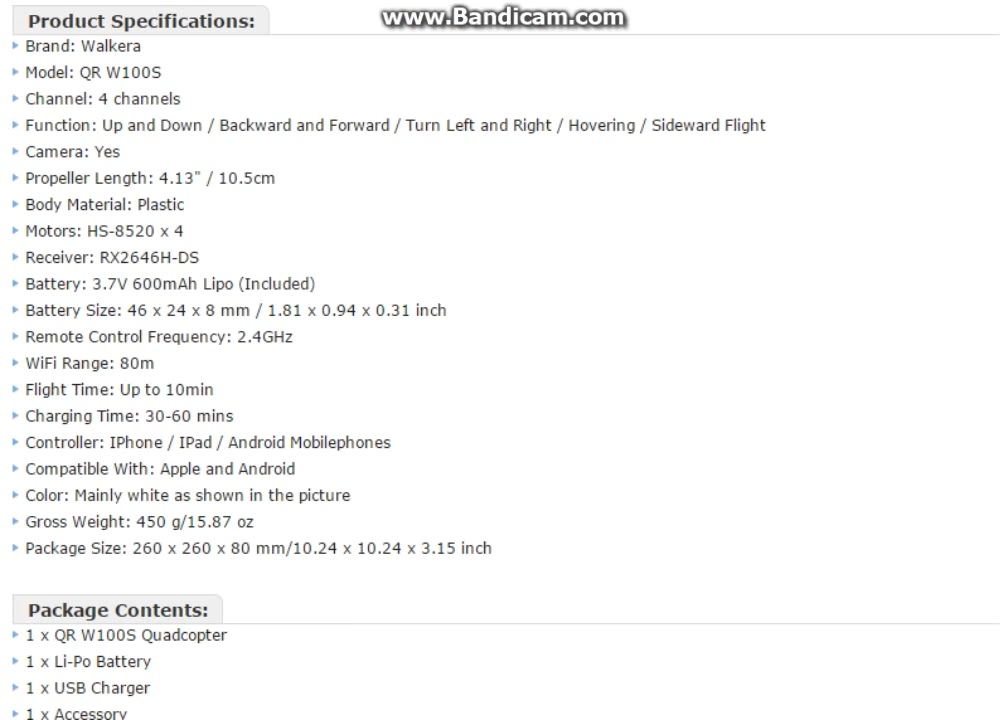 www.Bandicam.com
Product Specifications:
Brand: Walkera
Model: QR W100S
Channel: 4 channels
Function: Up and Down / Backward and Forward / Turn Left and Right / Hovering / Sideward Flight
Camera: Yes
Propeller Length: 4.13" / 10.5cm
Body Material: Plastic
Motors: HS-8520 x 4
Receiver: RX2646H-DS
Battery: 3.7V 600mAh Lipo (Included)
Battery Size: 46 x 24 x 8 mm / 1.81 x 0.94 x 0.31 inch
Remote Control Frequency: 2.4GHz
WiFi Range: 80m
Flight Time: Up to 10min
Charging Time: 30-60 mins
Controller: IPhone / IPad / Android Mobilephones
Compatible With: Apple and Android
Color: Mainly white as shown in the picture
Gross Weight: 450 g/15.87 oz
Package Size: 260 x 260 x 80 mm/10.24 x 10.24 x 3.15 inch
Package Contents:
1 x QR W100S Quadcopter
1 x Li-Po Battery
1 x USB Charger
1 x Accessory